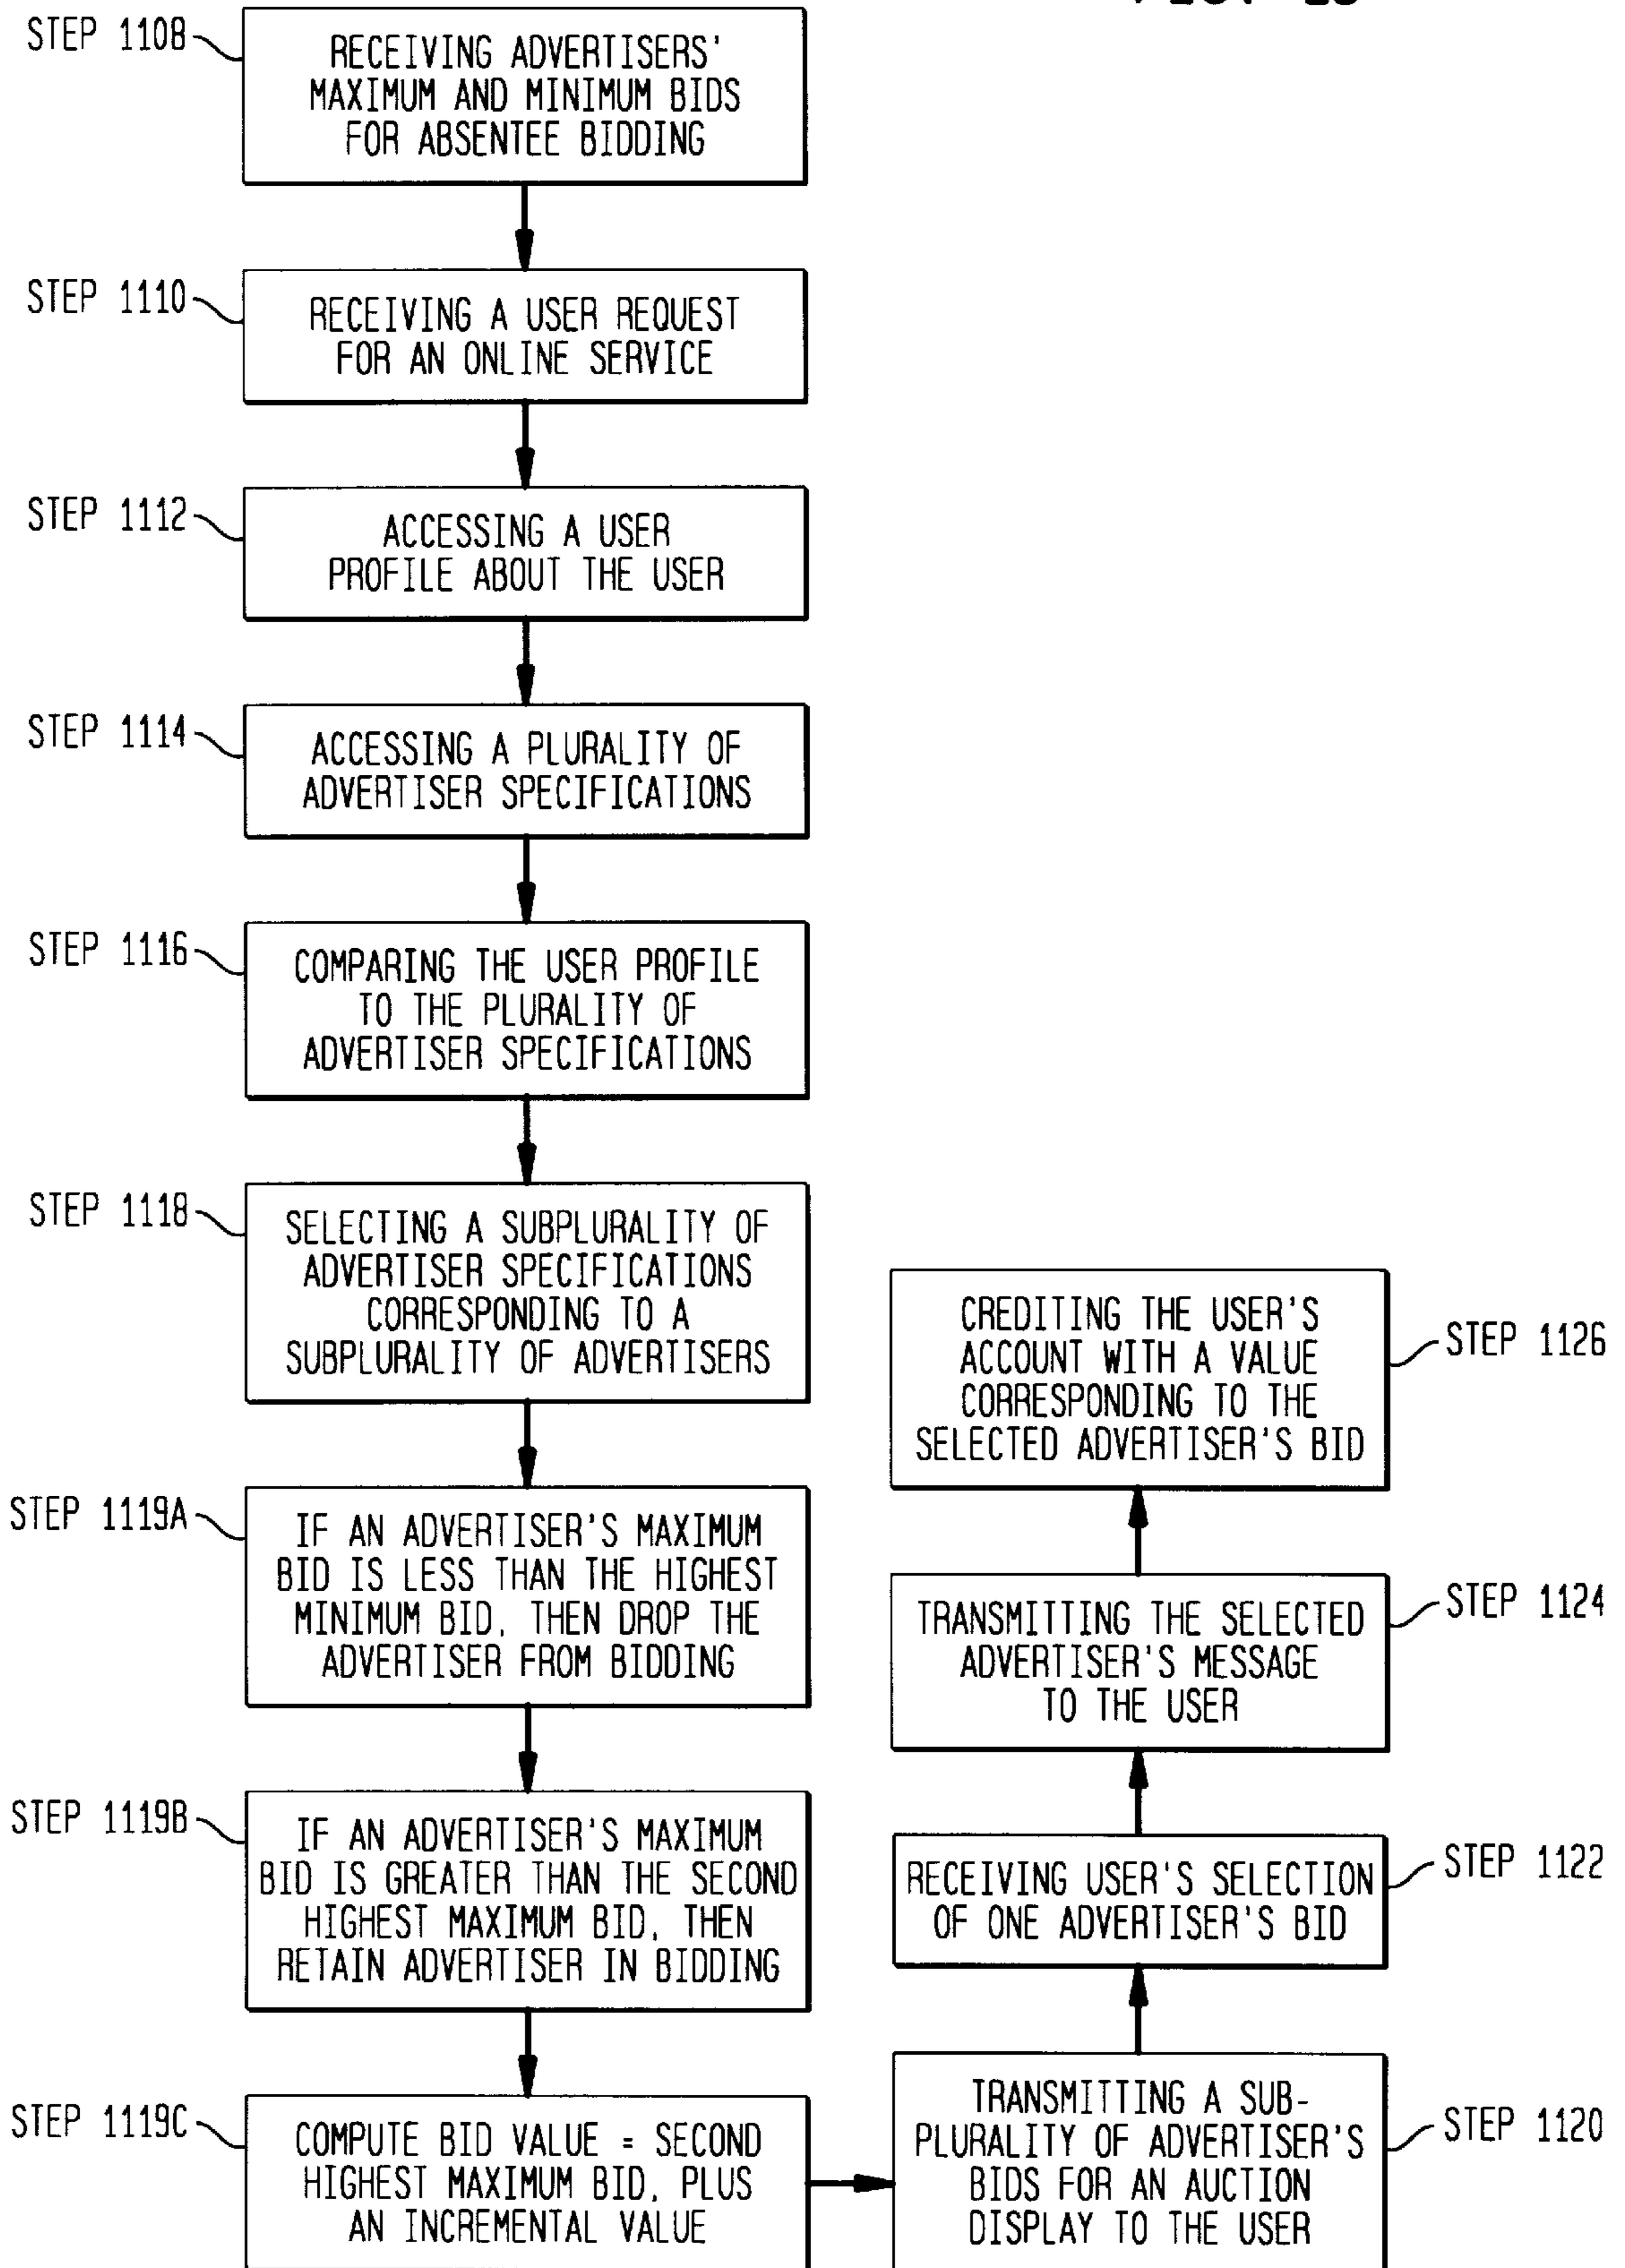 STEP 1108
RECEIVING ADVERTISERS'
MAXIMUM AND MINIMUM BIDS
FOR ABSENTEE BIDDING
STEP 1110
RECEIVING A USER REQUEST
FOR AN ONLINE SERVICE
STEP 1112
ACCESSING A USER
PROFILE ABOUT THE USER
STEP 1114
ACCESSING A PLURALITY OF
ADVERTISER SPECIFICATIONS
STEP 1116
COMPARING THE USER PROFILE
TO THE PLURALITY OF
ADVERTISER SPECIFICATIONS
STEP 1118
SELECTING A SUBPLURALITY OF
ADVERTISER SPECIFICATIONS
CORRESPONDING TO A
SUBPLURALITY OF ADVERTISERS
STEP 1119A
IF AN ADVERTISER'S MAXIMUM
BID IS LESS THAN THE HIGHEST
MINIMUM BID, THEN DROP THE
ADVERTISER FROM BIDDING
STEP 1119B
IF AN ADVERTISER'S MAXIMUM
BID IS GREATER THAN THE SECOND
HIGHEST MAXIMUM BID, THEN
RETAIN ADVERTISER IN BIDDING
STEP 1119C
COMPUTE BID VALUE = SECOND
HIGHEST MAXIMUM BID, PLUS
AN INCREMENTAL VALUE
TRANSMITTING A SUB-
PLURALITY OF ADVERTISER'S
BIDS FOR AN AUCTION
DISPLAY TO THE USER
STEP 1120
RECEIVING USER'S SELECTION
OF ONE ADVERTISER'S BID
STEP 1122
TRANSMITTING THE SELECTED
ADVERTISER'S MESSAGE
TO THE USER
STEP 1124
CREDITING THE USER'S
ACCOUNT WITH A VALUE
CORRESPONDING TO THE
SELECTED ADVERTISER'S BID
STEP 1126